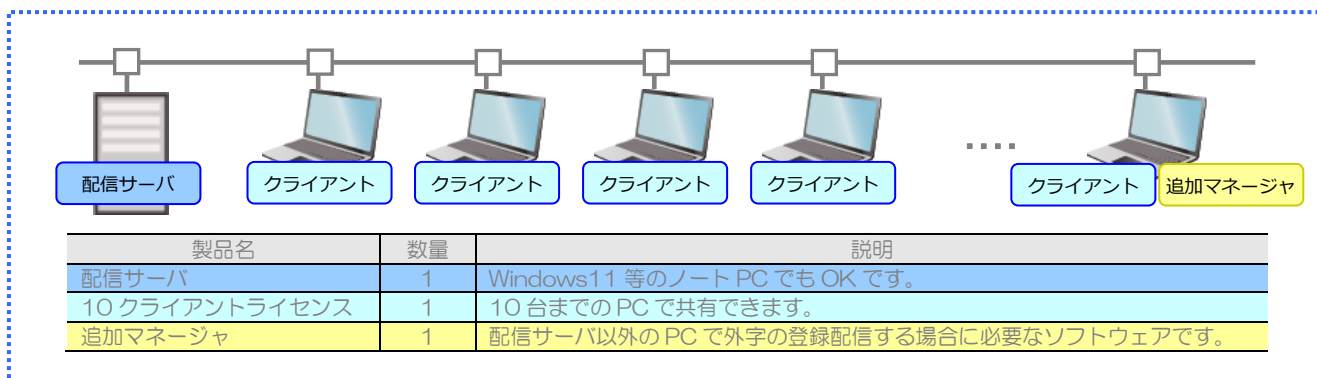 配信サーバ クライアント クライアント クライアント クライアント ‥‥ クライアント 追加マネージャ
製品名 数量 説明
配信サーバ 1 Windows11 等のノート PC でも OK です。
10 クライアントライセンス 1 10 台までの PC で共有できます。
追加マネージャ 1 配信サーバ以外の PC で外字の登録配信する場合に必要なソフトウェアです。